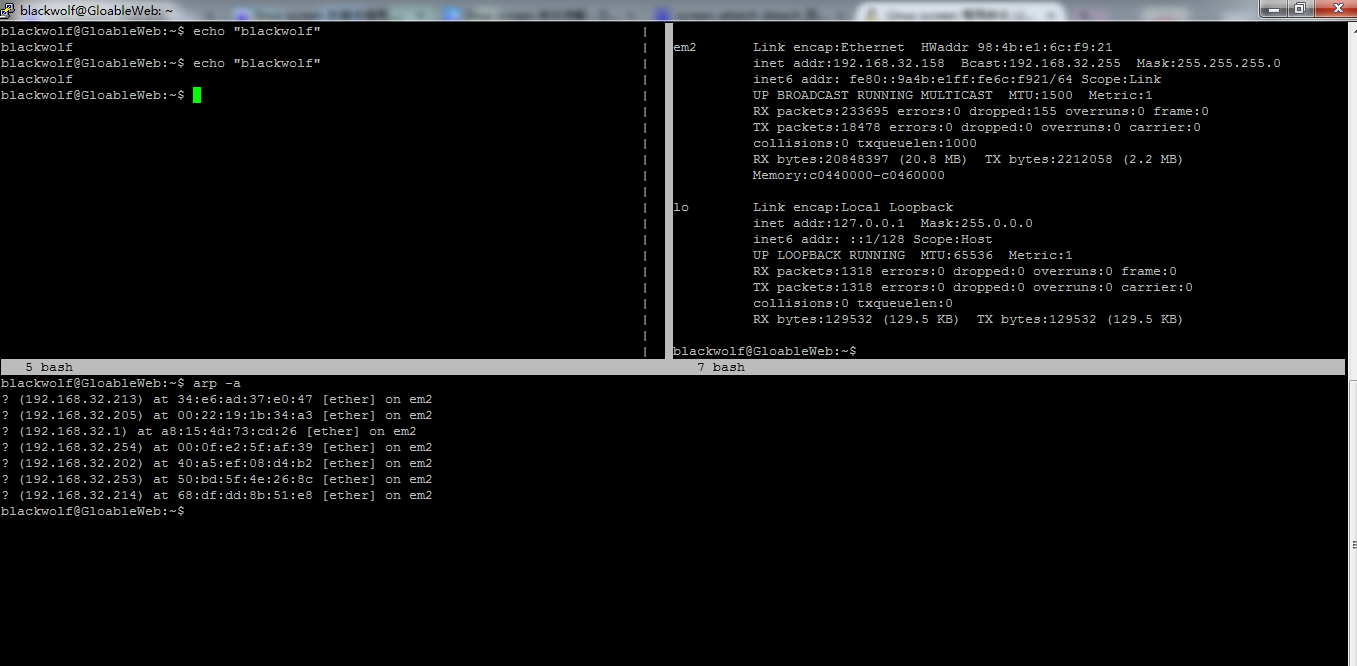 blackwolf@GloableWeb: ~
blackwolf@GloableWeb:~$ echo "blackwolf"
blackwolf
blackwolf@GloableWeb:~$ echo "blackwolf"
blackwolf
blackwolf@GloableWeb:~$
em2 Link encap:Ethernet HWaddr 98:4b:e1:6c:f9:21
inet addr:192.168.32.158 Bcast:192.168.32.255 Mask:255.255.255.0
inet6 addr: fe80::9a4b:e1ff:fe6c:f921/64 Scope:Link
UP BROADCAST RUNNING MULTICAST MTU:1500 Metric:1
RX packets:233695 errors:0 dropped:155 overruns:0 frame:0
TX packets:18478 errors:0 dropped:0 overruns:0 carrier:0
collisions:0 txqueuelen:1000
RX bytes:20848397 (20.8 MB) TX bytes:2212058 (2.2 MB)
Memory:c0440000-c0460000
lo Link encap:Local Loopback
inet addr:127.0.0.1 Mask:255.0.0.0
inet6 addr: ::1/128 Scope:Host
UP LOOPBACK RUNNING MTU:65536 Metric:1
RX packets:1318 errors:0 dropped:0 overruns:0 frame:0
TX packets:1318 errors:0 dropped:0 overruns:0 carrier:0
collisions:0 txqueuelen:0
RX bytes:129532 (129.5 KB) TX bytes:129532 (129.5 KB)
blackwolf@GloableWeb:~$
5 bash
7 bash
blackwolf@GloableWeb:~$ arp -a
? (192.168.32.213) at 34:e6:ad:37:e0:47 [ether] on em2
? (192.168.32.205) at 00:22:19:1b:34:a3 [ether] on em2
? (192.168.32.1) at a8:15:4d:73:cd:26 [ether] on em2
? (192.168.32.254) at 00:0f:e2:5f:af:39 [ether] on em2
? (192.168.32.202) at 40:a5:ef:08:d4:b2 [ether] on em2
? (192.168.32.253) at 50:bd:5f:4e:26:8c [ether] on em2
? (192.168.32.214) at 68:df:dd:8b:51:e8 [ether] on em2
blackwolf@GloableWeb:~$